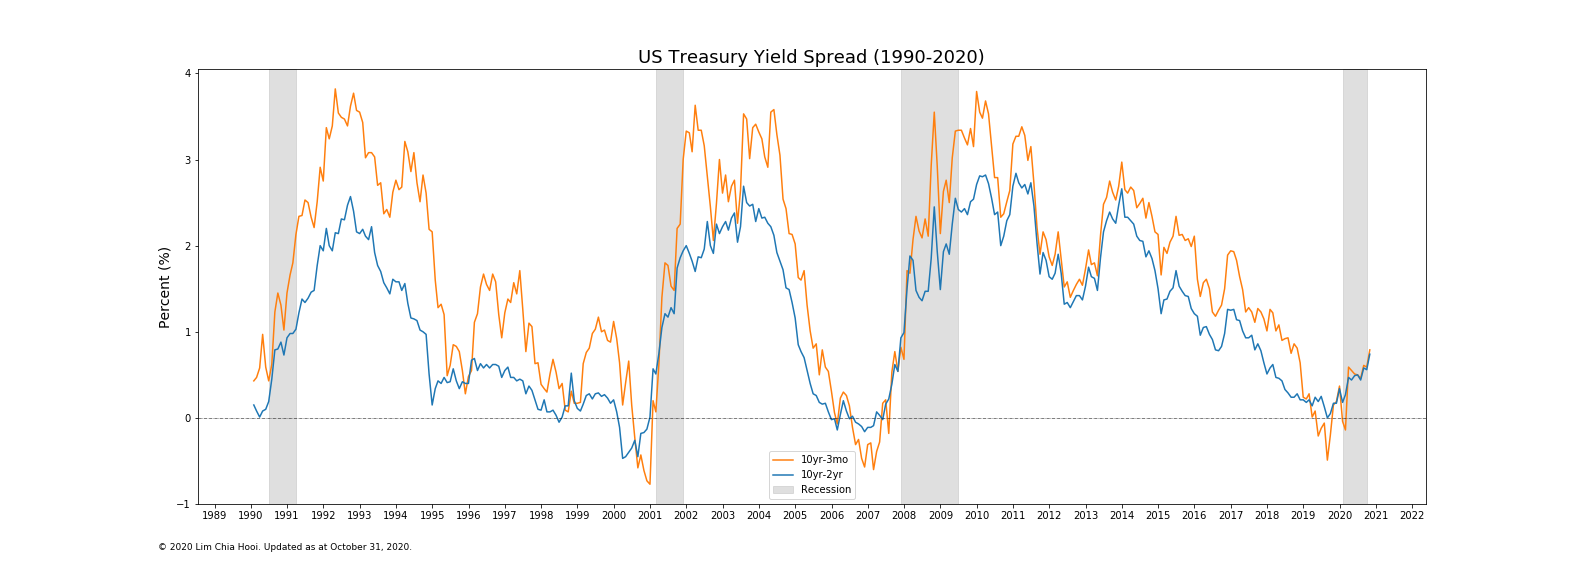 US Treasury Yield Spread (1990-2020)
Percent (%)
4
3
2
1
0
−1
10yr-3mo
10yr-2yr
Recession
1989 1990 1991 1992 1993 1994 1995 1996 1997 1998 1999 2000 2001 2002 2003 2004 2005 2006 2007 2008 2009 2010 2011 2012 2013 2014 2015 2016 2017 2018 2019 2020 2021 2022
© 2020 Lim Chia Hooi. Updated as at October 31, 2020.